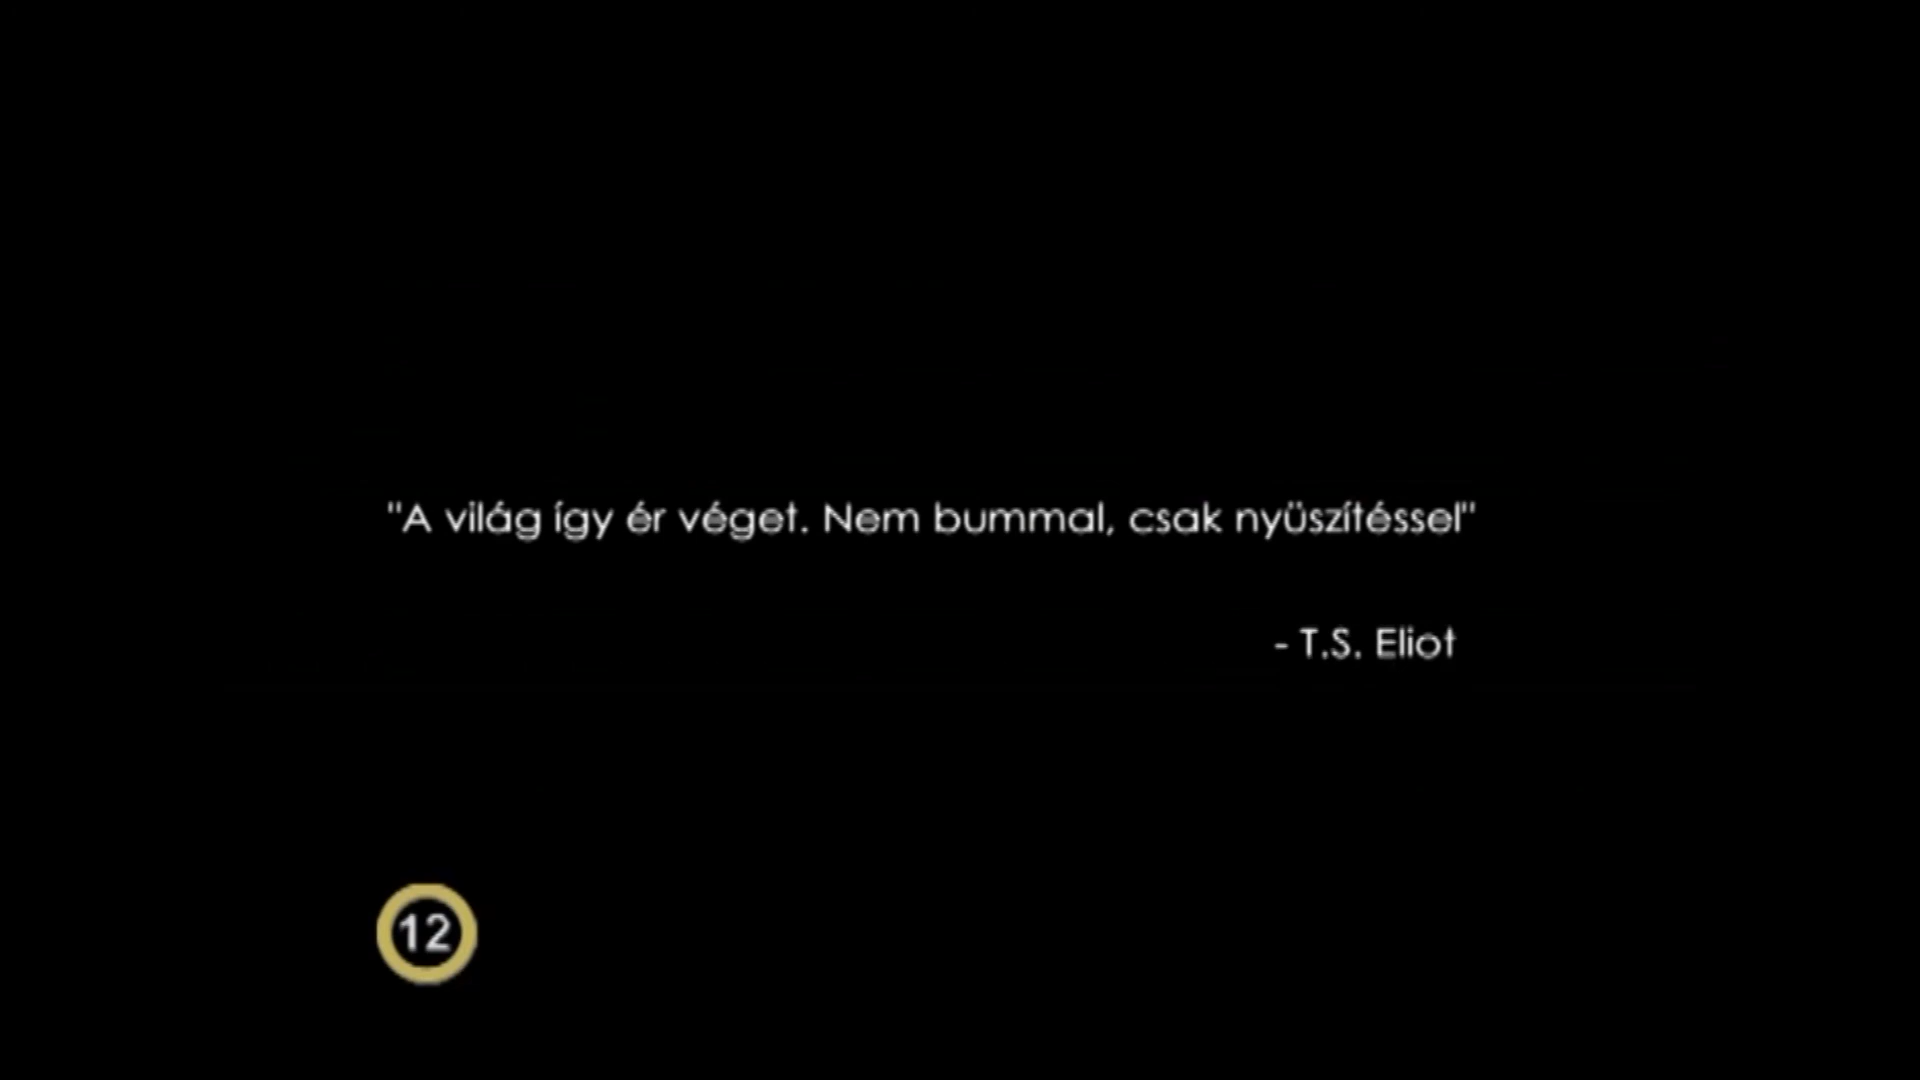 "A világ így ér véget. Nem bummal, csak nyüszítéssel"
- T.S. Eliot
12